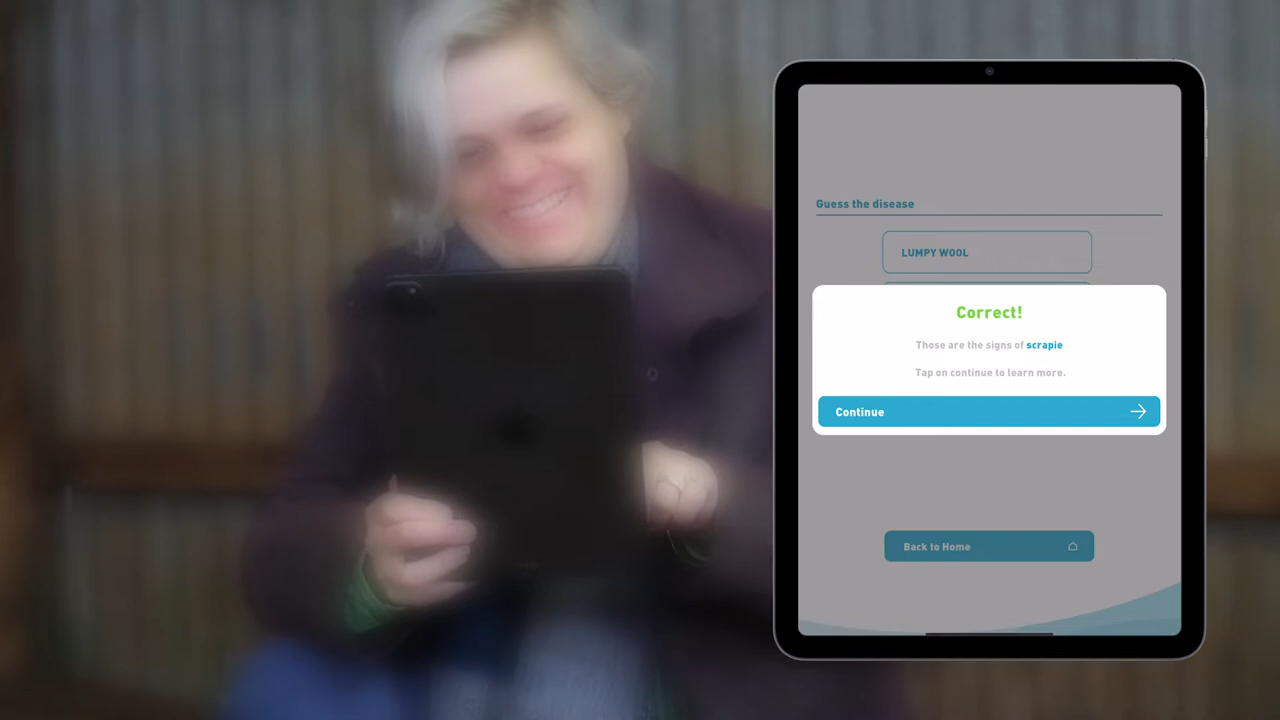 Guess the disease
LUMPY WOOL
Correct!
Those are the signs of scrapie
Tap on continue to learn more.
Continue
Back to Home